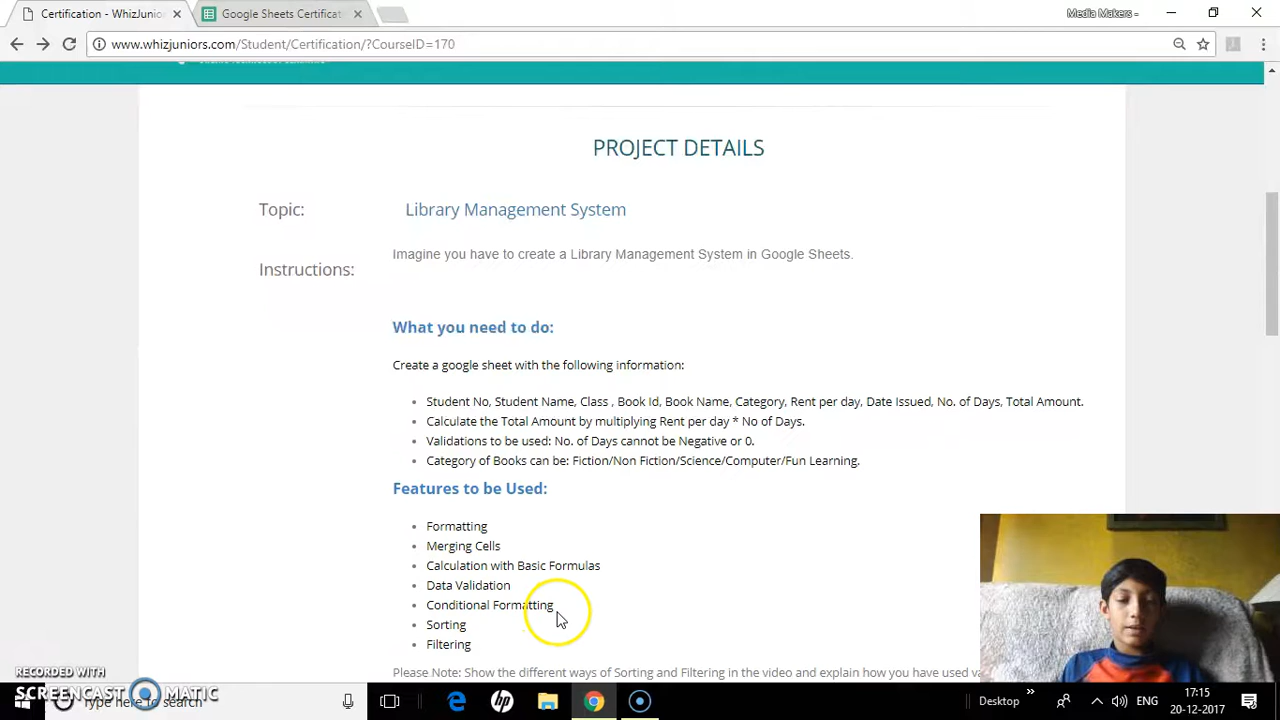 Certification - WhizJunior
Google Sheets Certificat
Media Makers -
www.whizjuniors.com/Student/Certification/?CourseID=170
PROJECT DETAILS
Topic:
Library Management System
Instructions:
Imagine you have to create a Library Management System in Google Sheets.
What you need to do:
Create a google sheet with the following information:
Student No, Student Name, Class , Book Id, Book Name, Category, Rent per day, Date Issued, No. of Days, Total Amount.
Calculate the Total Amount by multiplying Rent per day * No of Days.
Validations to be used: No. of Days cannot be Negative or 0.
Category of Books can be: Fiction/Non Fiction/Science/Computer/Fun Learning.
Features to be Used:
Formatting
Merging Cells
Calculation with Basic Formulas
Data Validation
Conditional Formatting
Sorting
Filtering
Please Note: Show the different ways of Sorting and Filtering in the video and explain how you have used va
RECORDED WITH
SCREENCAST MATIC
Type here to search
Desktop
ENG
17:15
20-12-2017